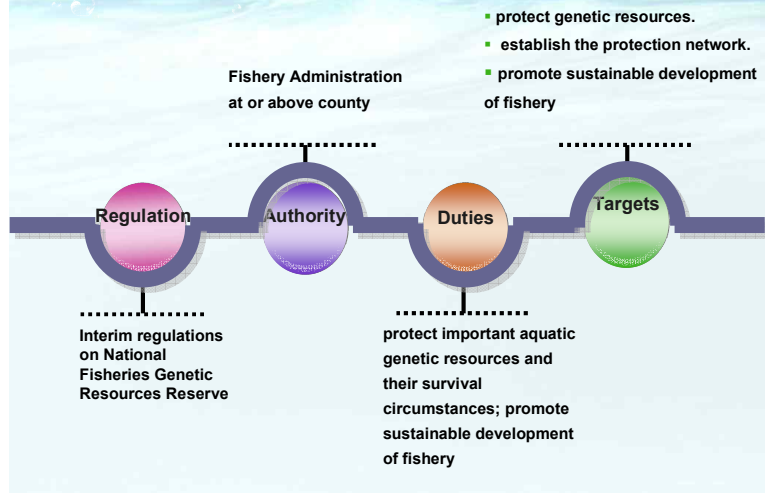 ▪ protect genetic resources.
▪ establish the protection network.
▪ promote sustainable development
of fishery
Fishery Administration
at or above county
Regulation
Authority
Duties
Targets
Interim regulations
on National
Fisheries Genetic
Resources Reserve
protect important aquatic
genetic resources and
their survival
circumstances; promote
sustainable development
of fishery